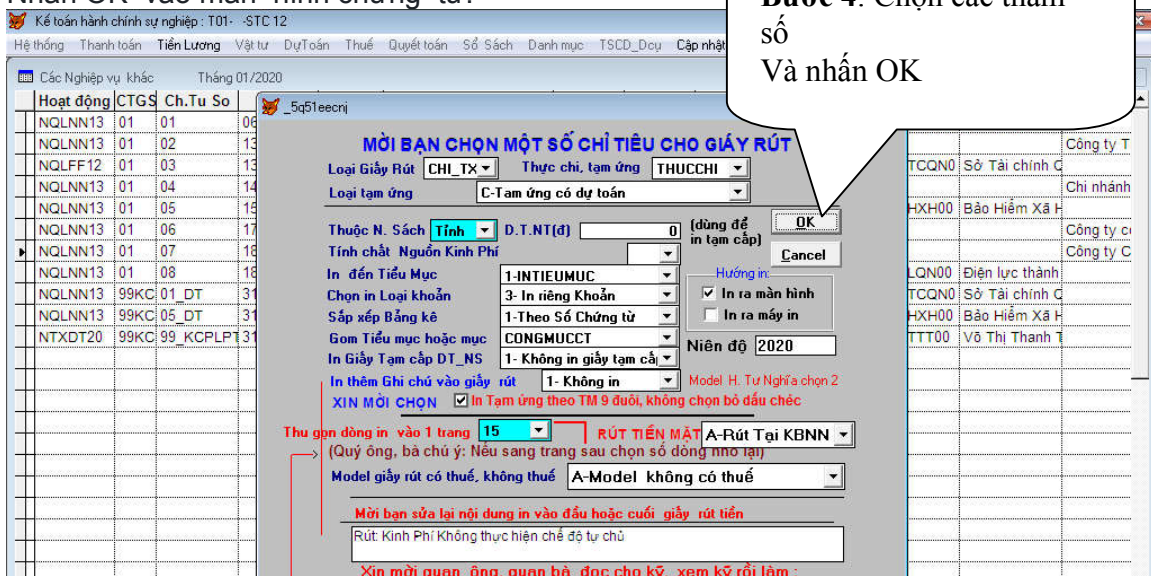 Nhấn OK vào màn hình chứng từ:
Bước 4: Chọn các tham
số
Và nhấn OK
Kế toán hành chính sự nghiệp : T01- -STC 12
Hệ thống Thanh toán Tiền Lương Vật tư DựToán Thuế Quyết toán Sổ Sách Danh mục TSCD_Dcụ Cập nhật
Các Nghiệp vụ khác Tháng 01/2020
Hoạt động CTGS Ch.Tu So
NQLNN13 01 01 06
NQLNN13 01 02 13 Công ty T
NQLFF12 01 03 13 TCQN0 Sở Tài chính Q
NQLNN13 01 04 14 Chi nhánh
NQLNN13 01 05 15 HXH00 Bảo Hiểm Xã H
NQLNN13 01 06 17 Công ty cổ
NQLNN13 01 07 18 Công ty C
NQLNN13 01 08 18 LQN00 Điện lực thành
NQLNN13 99KC 01_DT 31 TCQN0 Sở Tài chính Q
NQLNN13 99KC 05_DT 31 HXH00 Bảo Hiểm Xã H
NTXDT20 99KC 99_KCPLPT 31 TTT00 Võ Thị Thanh T
_5q51eecnj
MỜI BẠN CHỌN MỘT SỐ CHỈ TIÊU CHO GIẤY RÚT
Loại Giấy Rút CHI_TX Thực chi, tạm ứng THUCCHI
Loại tạm ứng C-Tam ứng có dự toán
Thuộc N. Sách Tỉnh D.T.NT(đ) 0 (dùng để in tạm cấp) OK
Tính chất Nguồn Kinh Phí Cancel
In đến Tiểu Mục 1-INTIEUMUC Hướng in:
Chọn in Loại khoản 3- In riêng Khoản In ra màn hình
Sắp xếp Bảng kê 1-Theo Số Chứng từ In ra máy in
Gom Tiểu mục hoặc mục CONGMUCCT Niên độ 2020
In Giấy Tạm cấp DT_NS 1- Không in giấy tạm cấ
In thêm Ghi chú vào giấy rút 1- Không in Model H. Tư Nghĩa chọn 2
XIN MỜI CHỌN In Tạm ứng theo TM 9 đuôi, không chọn bỏ dấu chéc
Thu gọn dòng in vào 1 trang 15 RÚT TIỀN MẶT A-Rút Tại KBNN
(Quý ông, bà chú ý: Nếu sang trang sau chọn số dòng nhỏ lại)
Model giấy rút có thuế, không thuế A-Model không có thuế
Mời bạn sửa lại nội dung in vào đầu hoặc cuối giấy rút tiền
Rút: Kinh Phí Không thực hiện chế độ tự chủ
Xin mời quan ông, quan bà đọc cho kỹ, xem kỹ rồi làm :